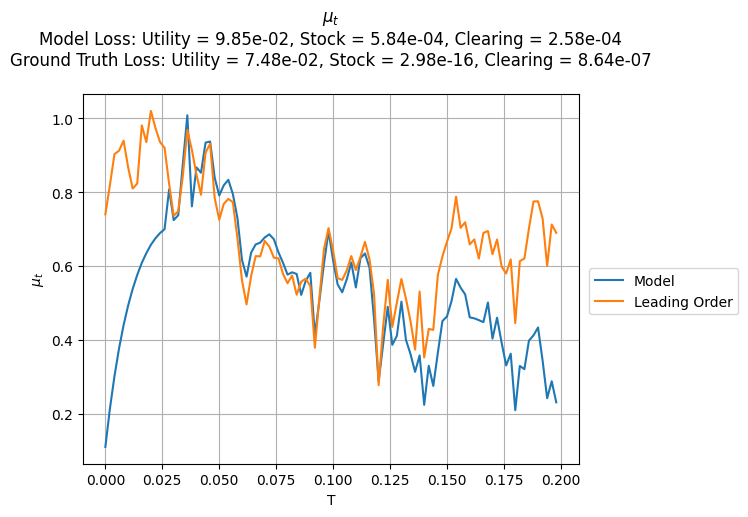 μ_t
Model Loss: Utility = 9.85e-02, Stock = 5.84e-04, Clearing = 2.58e-04
Ground Truth Loss: Utility = 7.48e-02, Stock = 2.98e-16, Clearing = 8.64e-07
1.0
0.8
0.6
0.4
0.2
μ_t
0.000 0.025 0.050 0.075 0.100 0.125 0.150 0.175 0.200
T
Model
Leading Order